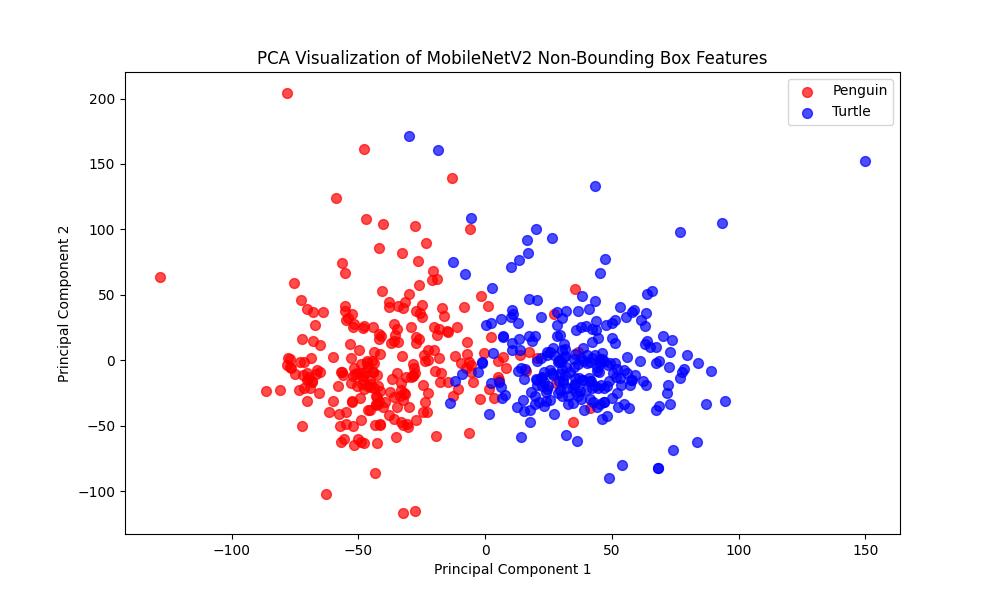 PCA Visualization of MobileNetV2 Non-Bounding Box Features
Penguin
Turtle
Principal Component 2
200
150
100
50
0
−50
−100
−100
−50
0
50
100
150
Principal Component 1